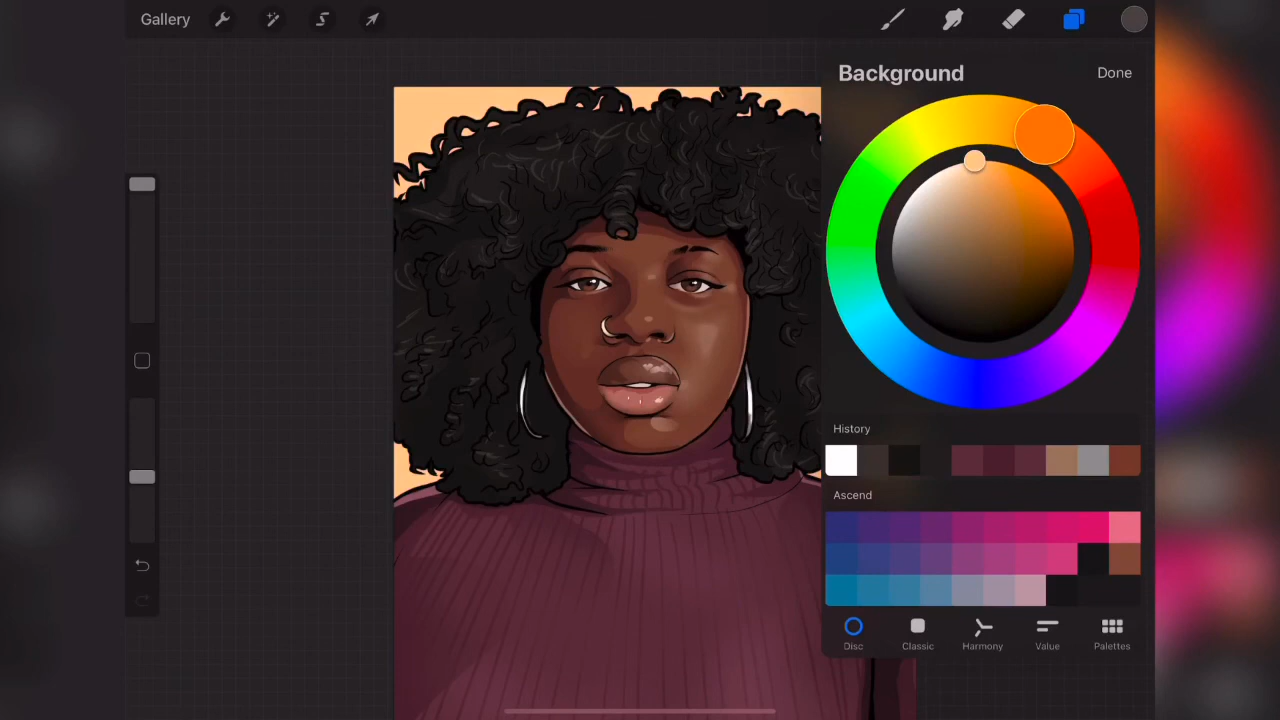 Gallery
Background Done
History
Ascend
Disc Classic Harmony Value Palettes